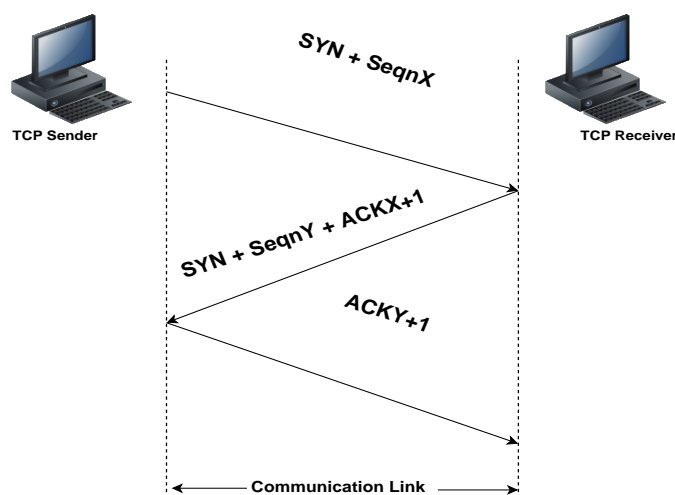 SYN + SeqnX
TCP Sender
TCP Receiver
SYN + SeqnY + ACKX+1
ACKY+1
Communication Link